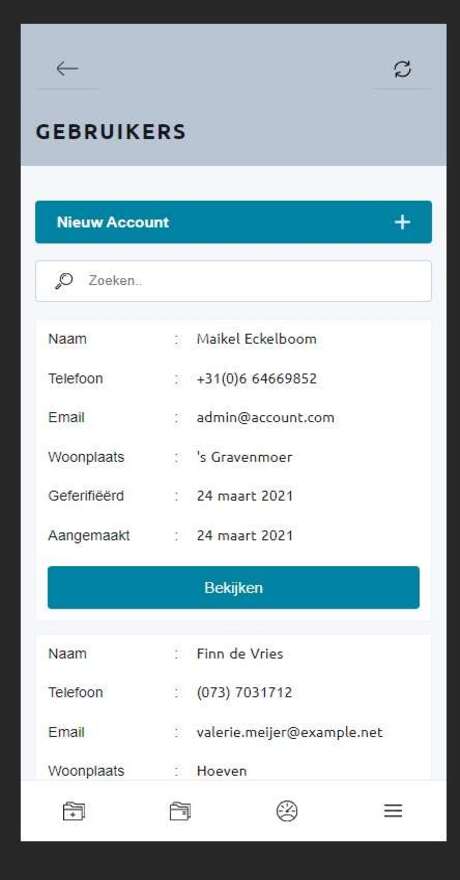 GEBRUIKERS
Nieuw Account
Zoeken..
Naam : Maikel Eckelboom
Telefoon : +31(0)6 64669852
Email : admin@account.com
Woonplaats : 's Gravenmoer
Geferifiëërd : 24 maart 2021
Aangemaakt : 24 maart 2021
Bekijken
Naam : Finn de Vries
Telefoon : (073) 7031712
Email : valerie.meijer@example.net
Woonplaats : Hoeven